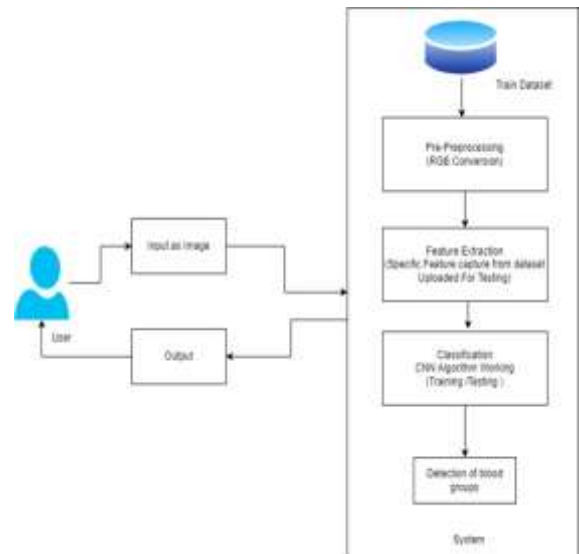 Train Dataset
Pre-Preprocessing
(RGB Conversion)
Input as Image
Feature Extraction
(Specific Feature capture from dataset
Uploaded For Testing)
User
Output
Classification
CNN Algorithm Working
(Training /Testing )
Detection of blood
groups
System